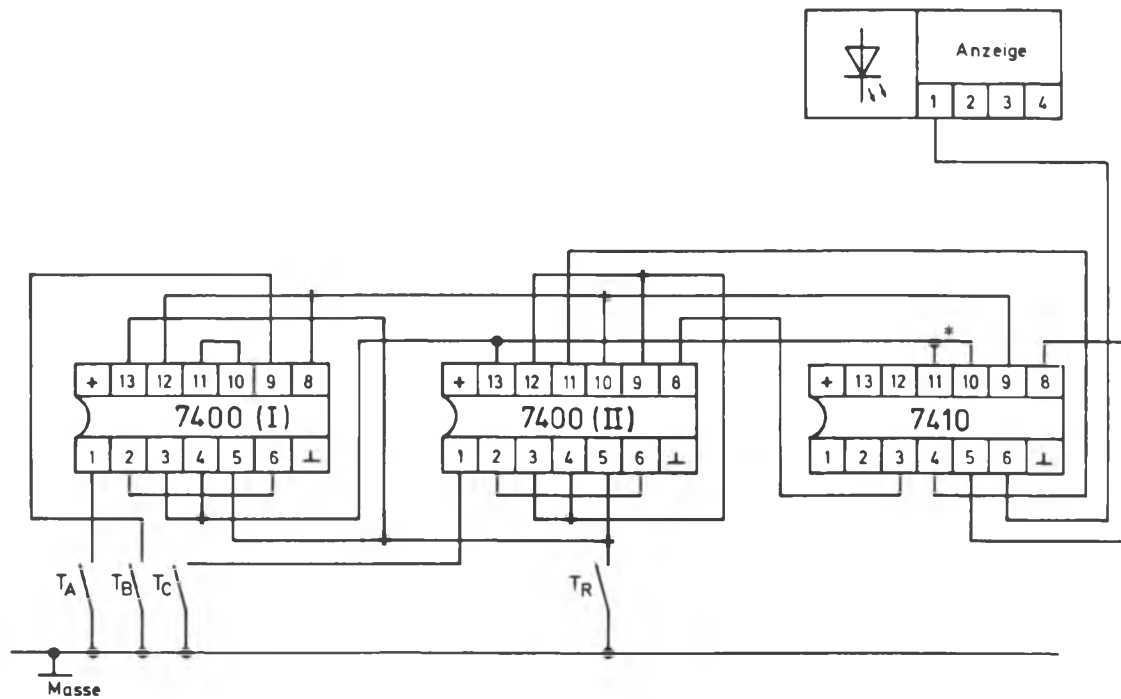 Anzeige
1 2 3 4
*
+ 13 12 11 10 9 8
7400 (I)
1 2 3 4 5 6 ⊥
+ 13 12 11 10 9 8
7400 (II)
1 2 3 4 5 6 ⊥
+ 13 12 11 10 9 8
7410
1 2 3 4 5 6 ⊥
TA TB TC TR
Masse